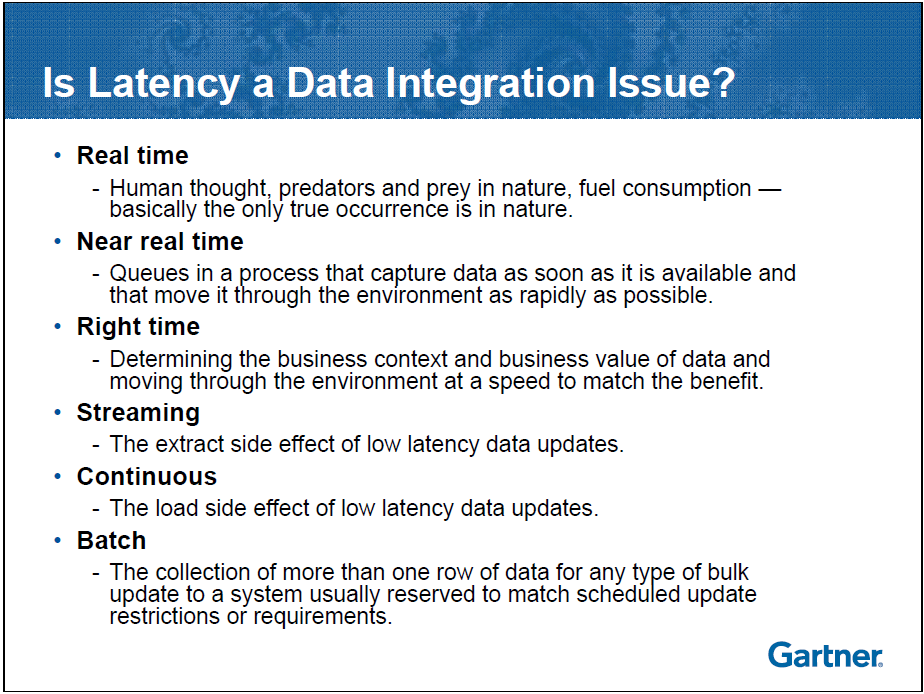 Is Latency a Data Integration Issue?
• Real time
- Human thought, predators and prey in nature, fuel consumption —
basically the only true occurrence is in nature.
• Near real time
- Queues in a process that capture data as soon as it is available and
that move it through the environment as rapidly as possible.
• Right time
- Determining the business context and business value of data and
moving through the environment at a speed to match the benefit.
• Streaming
- The extract side effect of low latency data updates.
• Continuous
- The load side effect of low latency data updates.
• Batch
- The collection of more than one row of data for any type of bulk
update to a system usually reserved to match scheduled update
restrictions or requirements.
Gartner®